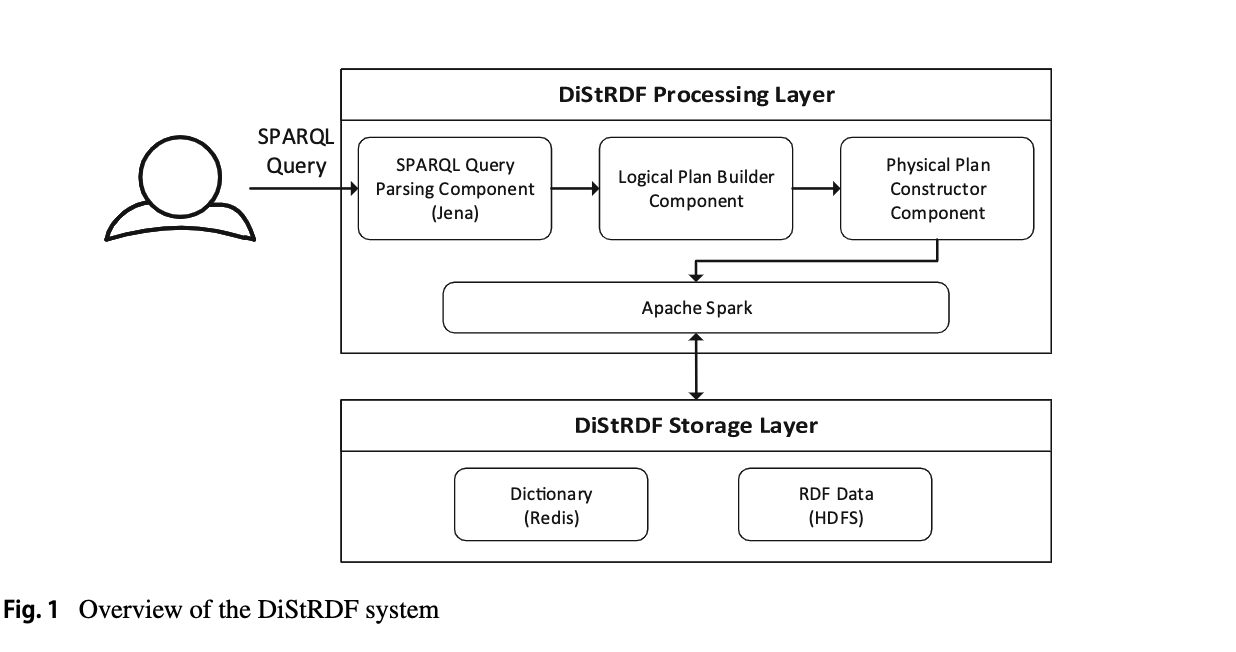 DiStRDF Processing Layer
SPARQL
Query
SPARQL Query
Parsing Component
(Jena)
Logical Plan Builder
Component
Physical Plan
Constructor
Component
Apache Spark
DiStRDF Storage Layer
Dictionary
(Redis)
RDF Data
(HDFS)
Fig. 1 Overview of the DiStRDF system